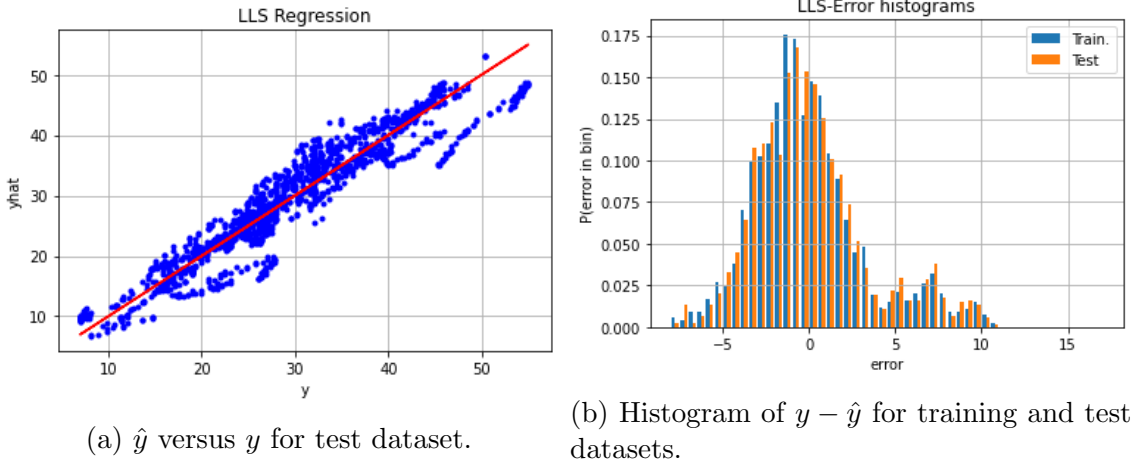 LLS Regression
50
40
30
20
10
yhat
10
20
30
40
50
y
(a) ŷ versus y for test dataset.
LLS-Error histograms
0.175
0.150
0.125
0.100
0.075
0.050
0.025
0.000
P(error in bin)
Train.
Test
−5
0
5
10
15
error
(b) Histogram of y − ŷ for training and test
datasets.